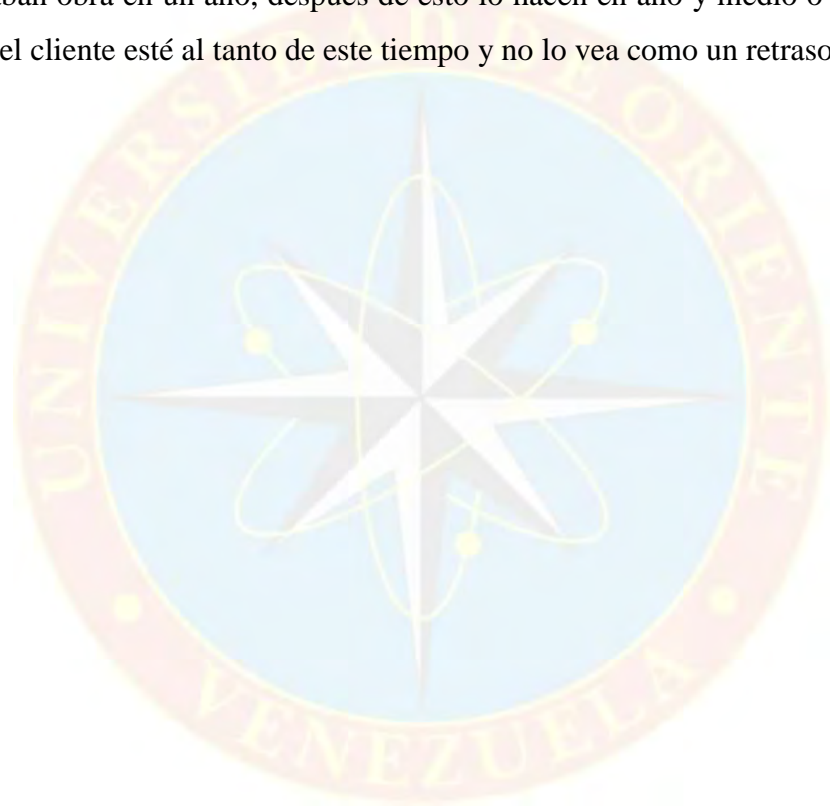 aban obra en un año, después de esto lo hacen en año y medio o
el cliente esté al tanto de este tiempo y no lo vea como un retraso
UNIVERSIDAD DE ORIENTE
VENEZUELA